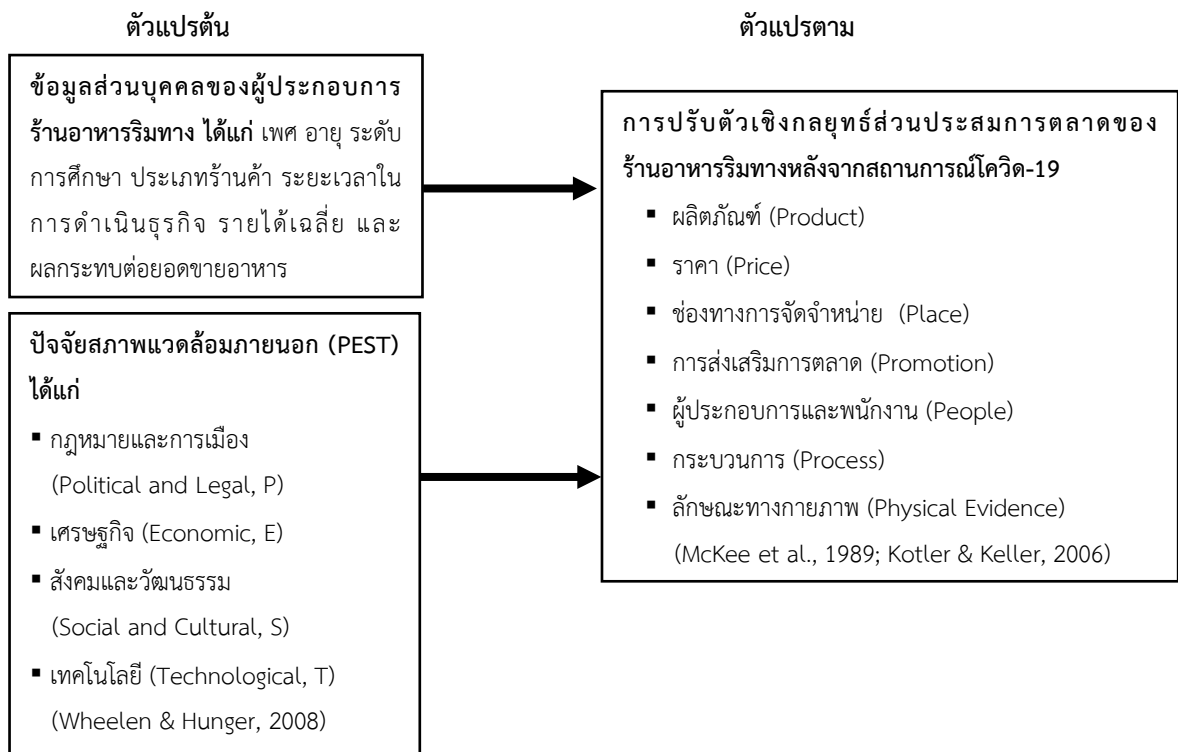 ตัวแปรต้น
ข้อมูลส่วนบุคคลของผู้ประกอบการ
ร้านอาหารริมทาง ได้แก่ เพศ อายุ ระดับ
การศึกษา ประเภทร้านค้า ระยะเวลาใน
การดำเนินธุรกิจ รายได้เฉลี่ย และ
ผลกระทบต่อยอดขายอาหาร
ปัจจัยสภาพแวดล้อมภายนอก (PEST)
ได้แก่
▪ กฎหมายและการเมือง
(Political and Legal, P)
▪ เศรษฐกิจ (Economic, E)
▪ สังคมและวัฒนธรรม
(Social and Cultural, S)
▪ เทคโนโลยี (Technological, T)
(Wheelen & Hunger, 2008)
ตัวแปรตาม
การปรับตัวเชิงกลยุทธ์ส่วนประสมการตลาดของ
ร้านอาหารริมทางหลังจากสถานการณ์โควิด-19
▪ ผลิตภัณฑ์ (Product)
▪ ราคา (Price)
▪ ช่องทางการจัดจำหน่าย (Place)
▪ การส่งเสริมการตลาด (Promotion)
▪ ผู้ประกอบการและพนักงาน (People)
▪ กระบวนการ (Process)
▪ ลักษณะทางกายภาพ (Physical Evidence)
(McKee et al., 1989; Kotler & Keller, 2006)